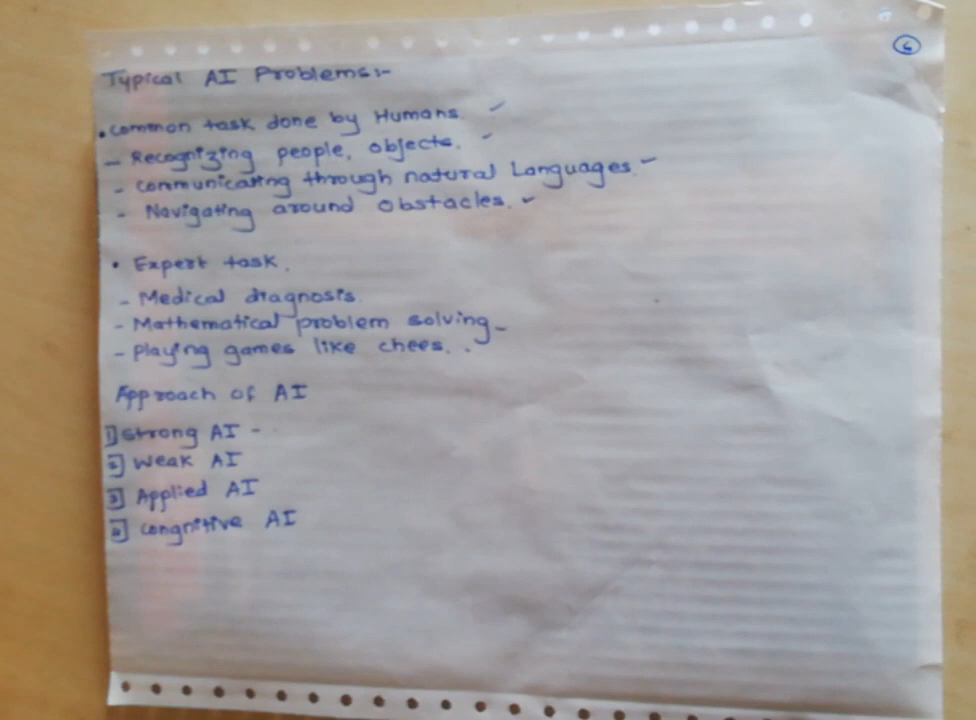 6
Typical AI Problems:-
• Common task done by Humans.
- Recognizing people, objects.
- Communicating through natural Languages.
- Navigating around obstacles.
• Expert task.
- Medical diagnosis.
- Mathematical problem solving-
- Playing games like chees..
Approach of AI
1] Strong AI -
2] Weak AI
3] Applied AI
4] Congnitive AI